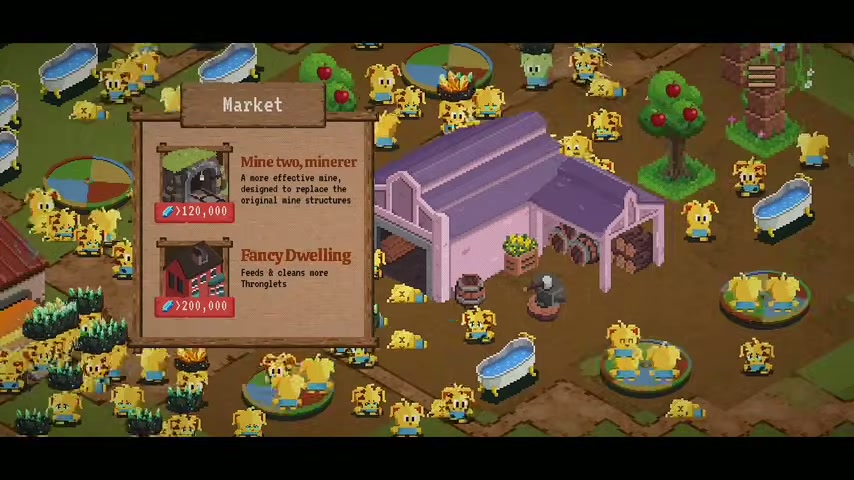 Market
Mine two, minerer
A more effective mine,
designed to replace the
original mine structures
>120,000
Fancy Dwelling
Feeds & cleans more
Thronglets
>200,000